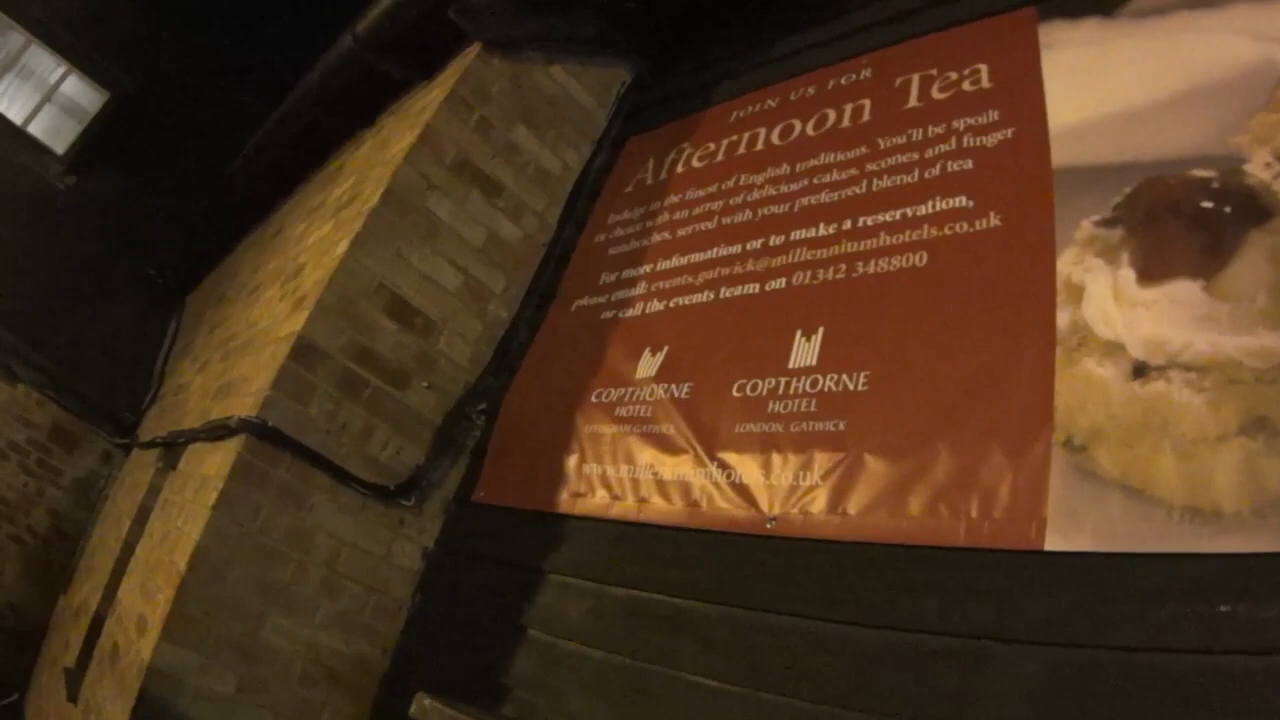 JOIN US FOR
Afternoon Tea
Indulge in the finest of English traditions. You'll be spoilt
or choice with an array of delicious cakes, scones and finger
sandwiches, served with your preferred blend of tea
For more information or to make a reservation,
please email: events.gatwick@millenniumhotels.co.uk
or call the events team on 01342 348800
COPTHORNE
HOTEL
EFFINGHAM GATWICK
COPTHORNE
HOTEL
LONDON GATWICK
www.millenniumhotels.co.uk